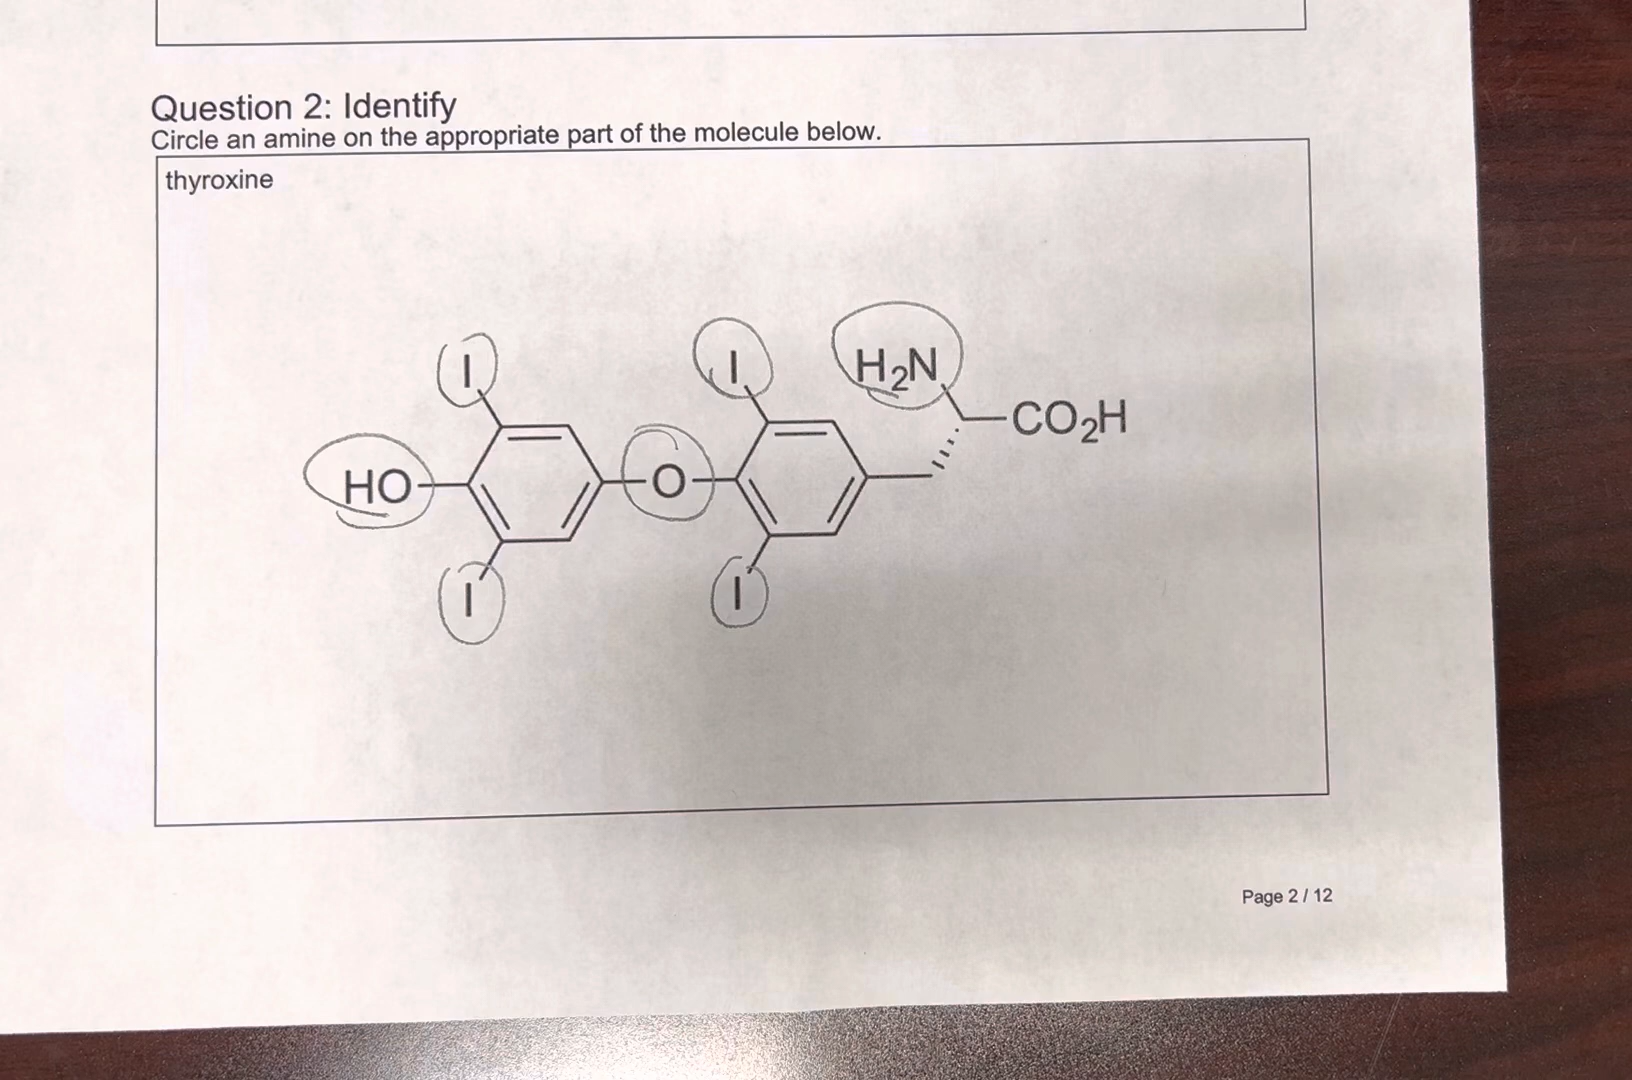 Question 2: Identify
Circle an amine on the appropriate part of the molecule below.
thyroxine
I I H₂N
CO₂H
HO O
I I
Page 2 / 12